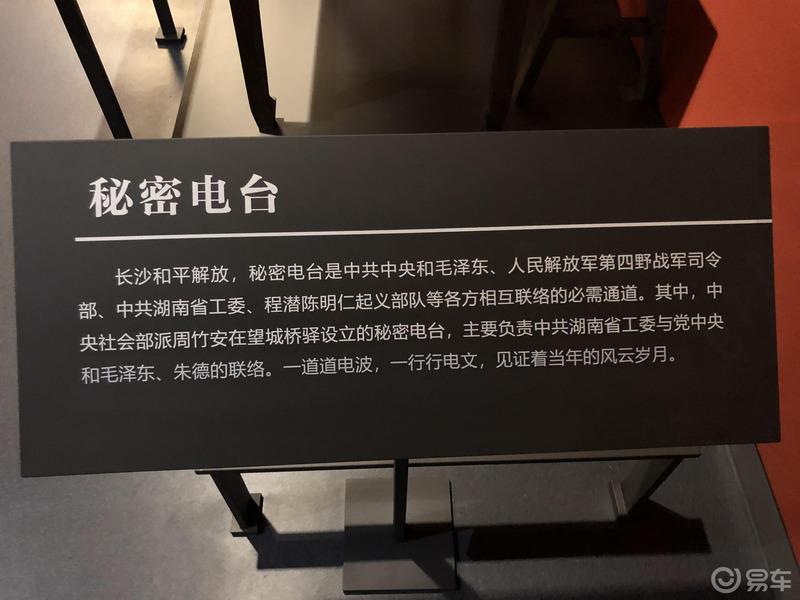 秘密电台
长沙和平解放，秘密电台是中共中央和毛泽东、人民解放军第四野战军司令
部、中共湖南省工委、程潜陈明仁起义部队等各方相互联络的必需通道。其中，中
央社会部派周竹安在望城桥驿设立的秘密电台，主要负责中共湖南省工委与党中央
和毛泽东、朱德的联络。一道道电波，一行行电文，见证着当年的风云岁月。
易车